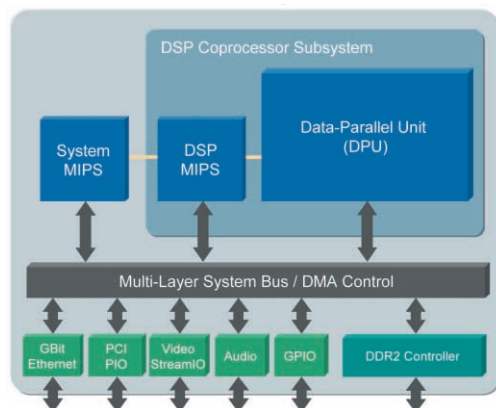 DSP Coprocessor Subsystem
System
MIPS
DSP
MIPS
Data-Parallel Unit
(DPU)
Multi-Layer System Bus / DMA Control
GBit
Ethernet
PCI
PIO
Video
StreamIO
Audio
GPIO
DDR2 Controller